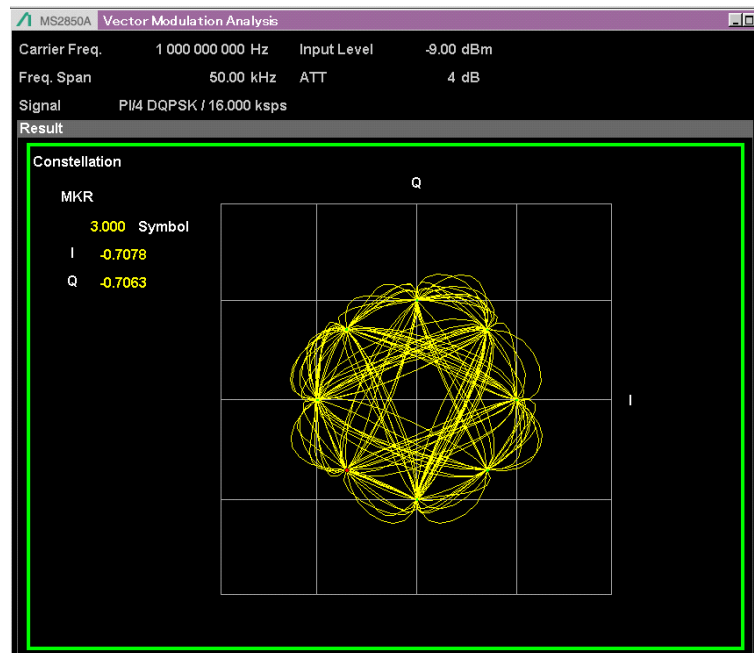 MS2850A Vector Modulation Analysis
Carrier Freq. 1 000 000 000 Hz Input Level -9.00 dBm
Freq. Span 50.00 kHz ATT 4 dB
Signal PI/4 DQPSK / 16.000 ksps
Result
Constellation
Q
MKR
3.000 Symbol
I -0.7078
Q -0.7063
I